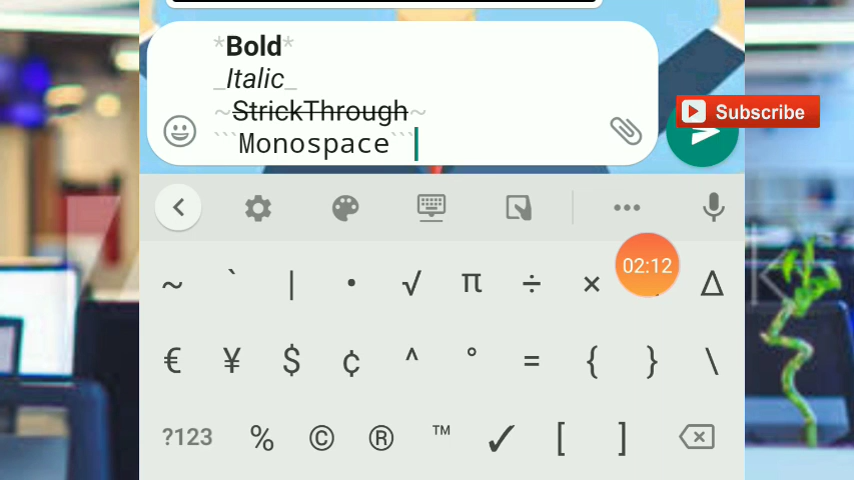 *Bold*
_Italic_
~StrickThrough~
```Monospace```
Subscribe
02:12
~ ` | • √ π ÷ × Δ
€ ¥ $ ¢ ^ ° = { } \
?123 % © ® ™ ✓ [ ]